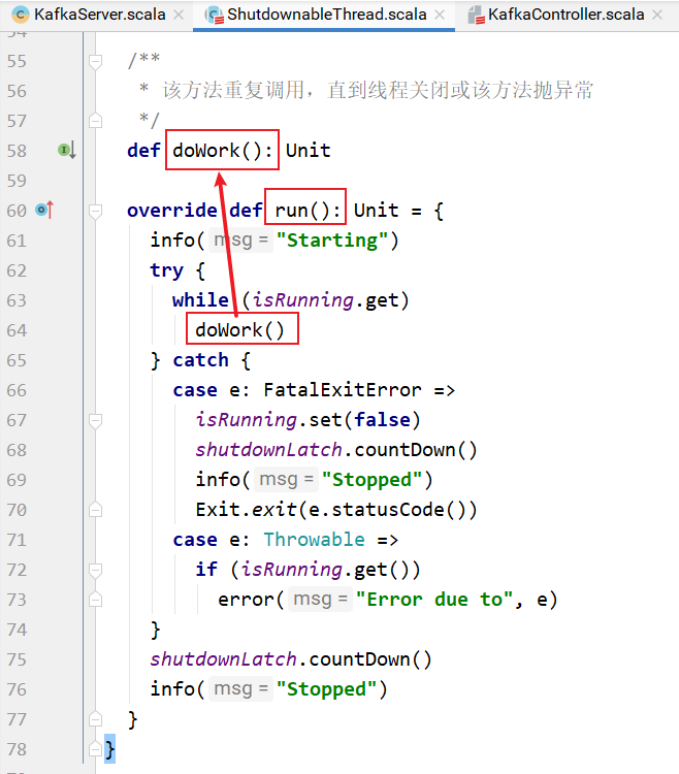 KafkaServer.scala ShutdownableThread.scala KafkaController.scala
55 /**
56 * 该方法重复调用，直到线程关闭或该方法抛异常
57 */
58 def doWork(): Unit
59
60 override def run(): Unit = {
61 info( msg = "Starting")
62 try {
63 while (isRunning.get)
64 doWork()
65 } catch {
66 case e: FatalExitError =>
67 isRunning.set(false)
68 shutdownLatch.countDown()
69 info( msg = "Stopped")
70 Exit.exit(e.statusCode())
71 case e: Throwable =>
72 if (isRunning.get())
73 error( msg = "Error due to", e)
74 }
75 shutdownLatch.countDown()
76 info( msg = "Stopped")
77 }
78 }